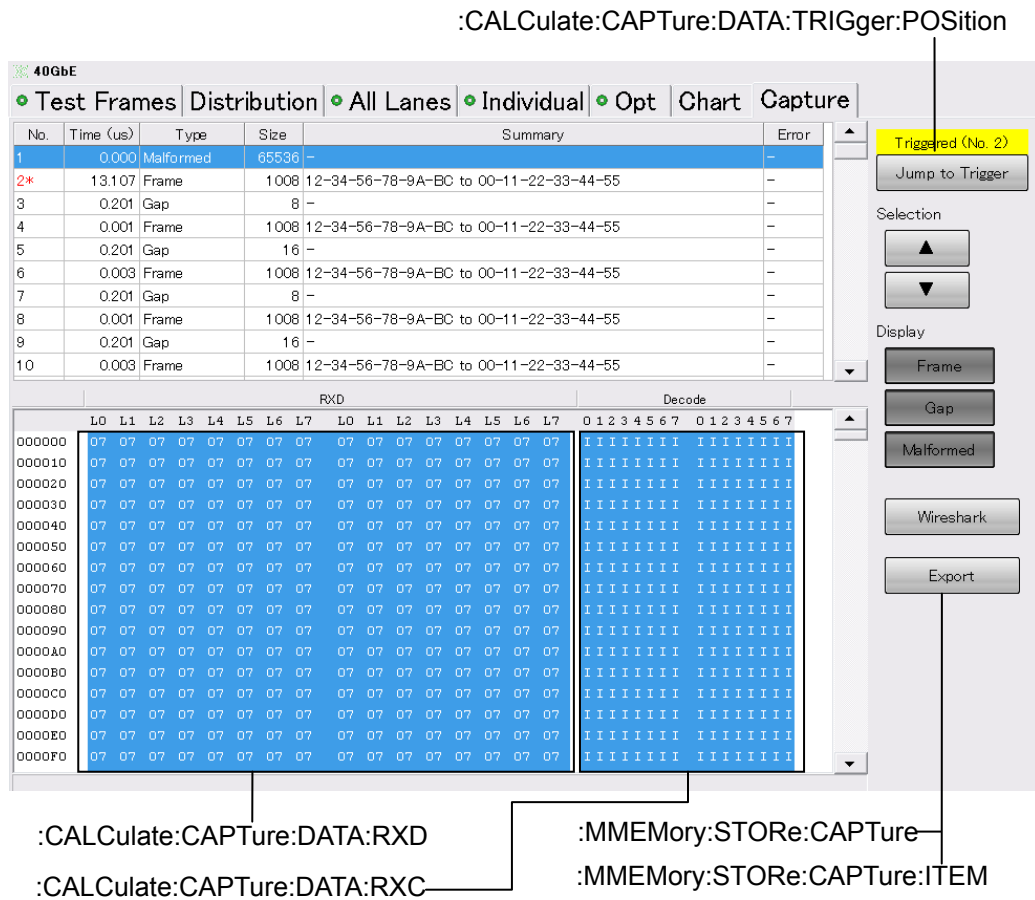 :CALCulate:CAPTure:DATA:TRIGger:POSition
40GbE
Test Frames Distribution All Lanes Individual Opt Chart Capture
No. Time (us) Type Size Summary Error
1 0.000 Malformed 65536 – –
2* 13.107 Frame 1008 12-34-56-78-9A-BC to 00-11-22-33-44-55 –
3 0.201 Gap 8 – –
4 0.001 Frame 1008 12-34-56-78-9A-BC to 00-11-22-33-44-55 –
5 0.201 Gap 16 – –
6 0.003 Frame 1008 12-34-56-78-9A-BC to 00-11-22-33-44-55 –
7 0.201 Gap 8 – –
8 0.001 Frame 1008 12-34-56-78-9A-BC to 00-11-22-33-44-55 –
9 0.201 Gap 16 – –
10 0.003 Frame 1008 12-34-56-78-9A-BC to 00-11-22-33-44-55 –
Triggered (No. 2)
Jump to Trigger
Selection
▲
▼
Display
Frame
Gap
Malformed
Wireshark
Export
RXD Decode
L0 L1 L2 L3 L4 L5 L6 L7 L0 L1 L2 L3 L4 L5 L6 L7 0 1 2 3 4 5 6 7 0 1 2 3 4 5 6 7
000000 07 07 07 07 07 07 07 07 07 07 07 07 07 07 07 07 I I I I I I I I I I I I I I I I
000010 07 07 07 07 07 07 07 07 07 07 07 07 07 07 07 07 I I I I I I I I I I I I I I I I
000020 07 07 07 07 07 07 07 07 07 07 07 07 07 07 07 07 I I I I I I I I I I I I I I I I
000030 07 07 07 07 07 07 07 07 07 07 07 07 07 07 07 07 I I I I I I I I I I I I I I I I
000040 07 07 07 07 07 07 07 07 07 07 07 07 07 07 07 07 I I I I I I I I I I I I I I I I
000050 07 07 07 07 07 07 07 07 07 07 07 07 07 07 07 07 I I I I I I I I I I I I I I I I
000060 07 07 07 07 07 07 07 07 07 07 07 07 07 07 07 07 I I I I I I I I I I I I I I I I
000070 07 07 07 07 07 07 07 07 07 07 07 07 07 07 07 07 I I I I I I I I I I I I I I I I
000080 07 07 07 07 07 07 07 07 07 07 07 07 07 07 07 07 I I I I I I I I I I I I I I I I
000090 07 07 07 07 07 07 07 07 07 07 07 07 07 07 07 07 I I I I I I I I I I I I I I I I
0000A0 07 07 07 07 07 07 07 07 07 07 07 07 07 07 07 07 I I I I I I I I I I I I I I I I
0000B0 07 07 07 07 07 07 07 07 07 07 07 07 07 07 07 07 I I I I I I I I I I I I I I I I
0000C0 07 07 07 07 07 07 07 07 07 07 07 07 07 07 07 07 I I I I I I I I I I I I I I I I
0000D0 07 07 07 07 07 07 07 07 07 07 07 07 07 07 07 07 I I I I I I I I I I I I I I I I
0000E0 07 07 07 07 07 07 07 07 07 07 07 07 07 07 07 07 I I I I I I I I I I I I I I I I
0000F0 07 07 07 07 07 07 07 07 07 07 07 07 07 07 07 07 I I I I I I I I I I I I I I I I
:CALCulate:CAPTure:DATA:RXD
:MMEMory:STORe:CAPTure
:CALCulate:CAPTure:DATA:RXC
:MMEMory:STORe:CAPTure:ITEM